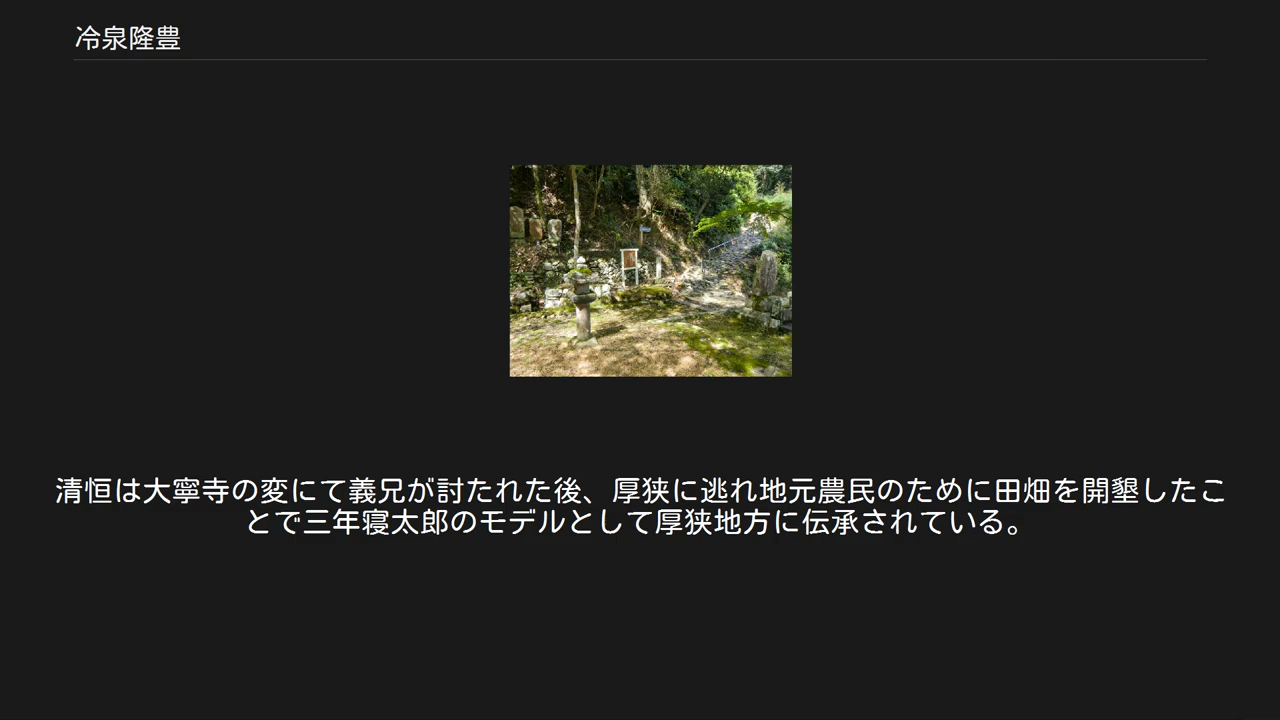 冷泉隆豊
清恒は大寧寺の変にて義兄が討たれた後、厚狭に逃れ地元農民のために田畑を開墾したこ
とで三年寝太郎のモデルとして厚狭地方に伝承されている。